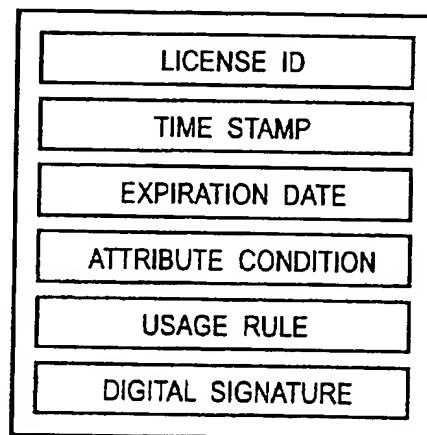 LICENSE ID
TIME STAMP
EXPIRATION DATE
ATTRIBUTE CONDITION
USAGE RULE
DIGITAL SIGNATURE